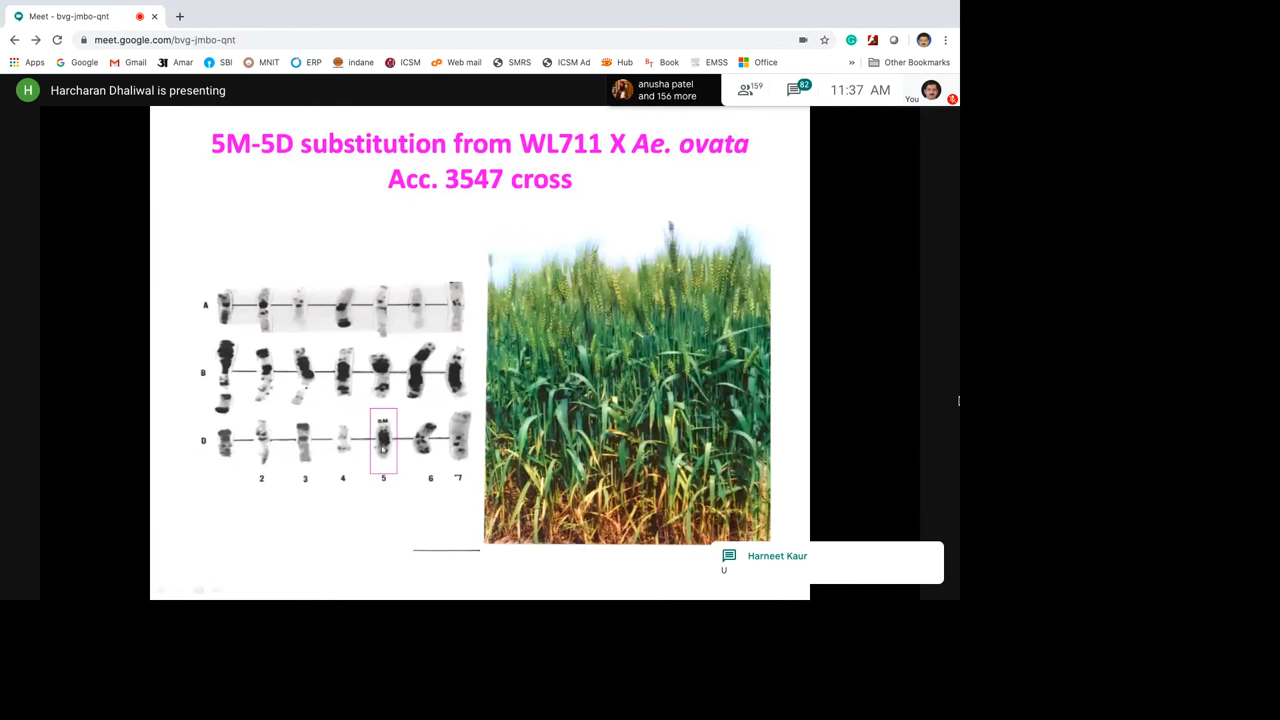 Meet - bvg-jmbo-qnt
meet.google.com/bvg-jmbo-qnt
Apps Google Gmail Amar SBI MNIT ERP indane ICSM Web mail SMRS ICSM Ad Hub Book EMSS Office » Other Bookmarks
H Harcharan Dhaliwal is presenting
anusha patel
and 156 more
159 82 11:37 AM
You
5M-5D substitution from WL711 X Ae. ovata
Acc. 3547 cross
A
B
5M
D
2 3 4 5 6 7
Harneet Kaur
U